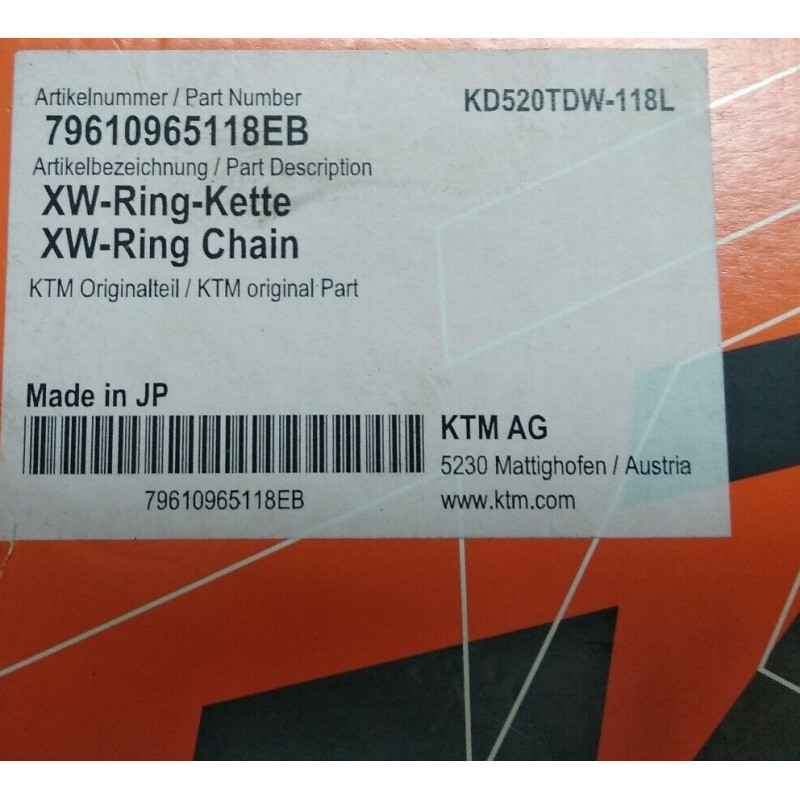 Artikelnummer / Part Number
KD520TDW-118L
79610965118EB
Artikelbezeichnung / Part Description
XW-Ring-Kette
XW-Ring Chain
KTM Originalteil / KTM original Part
Made in JP
KTM AG
5230 Mattighofen / Austria
79610965118EB
www.ktm.com